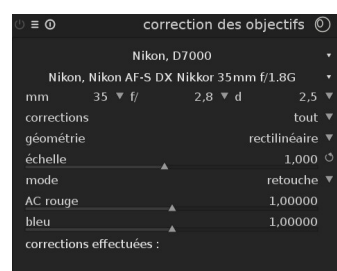 correction des objectifs
Nikon, D7000
Nikon, Nikon AF-S DX Nikkor 35mm f/1.8G
mm 35 f/ 2,8 d 2,5
corrections tout
géométrie rectilinéaire
échelle 1,000
mode retouche
AC rouge 1,00000
bleu 1,00000
corrections effectuées :